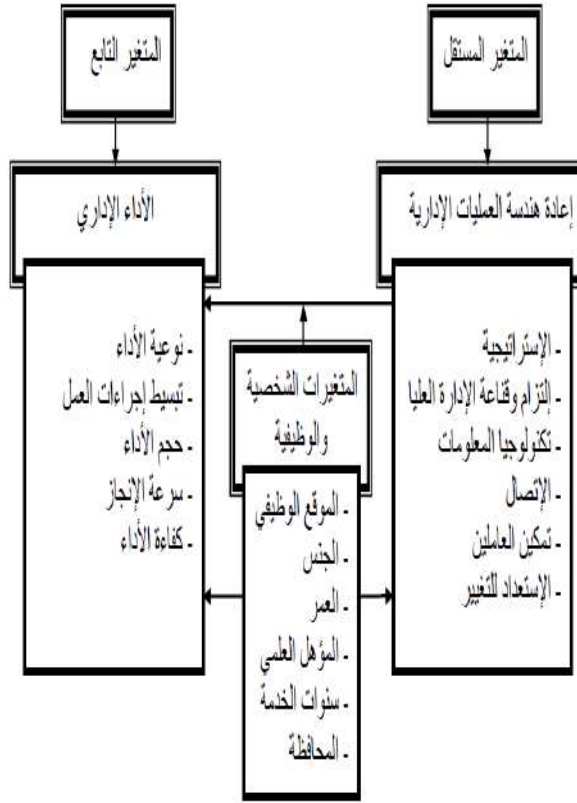 المتغير المستقل
المتغير التابع
إعادة هندسة العمليات الإدارية
- الإستراتيجية
- إلتزام وقناعة الإدارة العليا
- تكنولوجيا المعلومات
- الإتصال
- تمكين العاملين
- الإستعداد للتغيير
المتغيرات الشخصية
والوظيفية
- الموقع الوظيفي
- الجنس
- العمر
- المؤهل العلمي
- سنوات الخدمة
- المحافظة
الأداء الإداري
- نوعية الأداء
- تبسيط إجراءات العمل
- حجم الأداء
- سرعة الإنجاز
- كفاءة الأداء